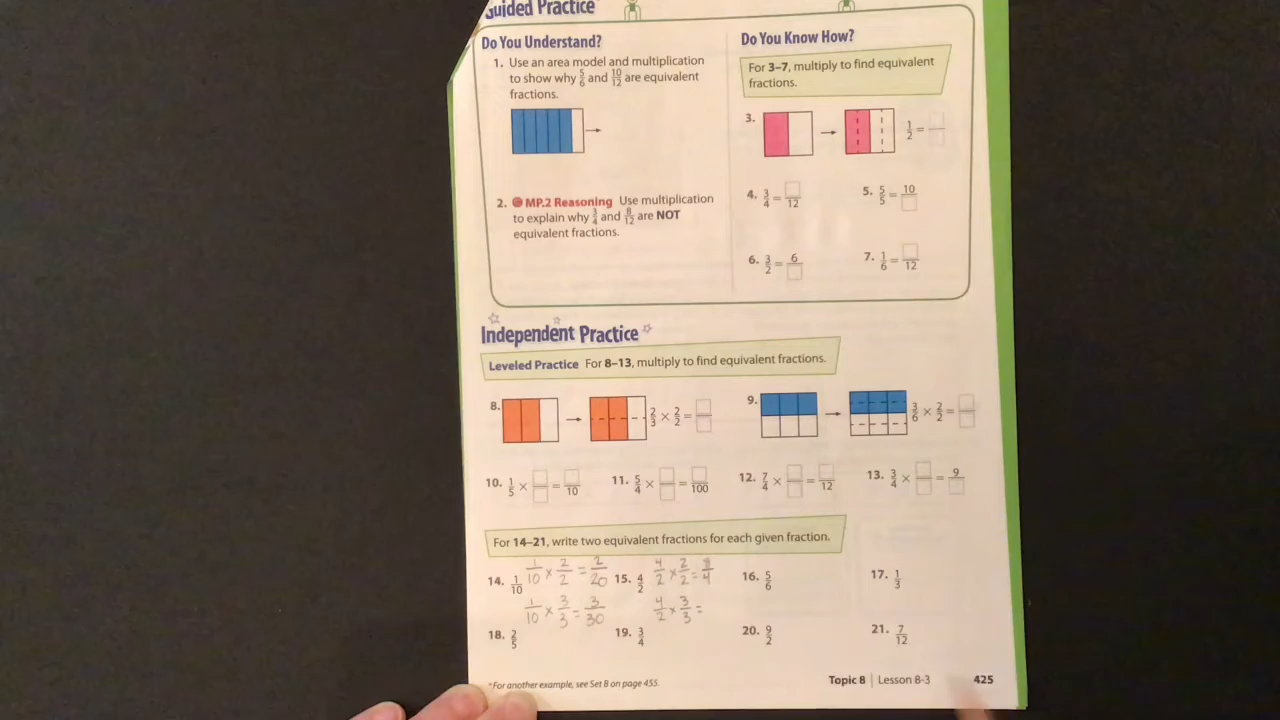 Guided Practice
Do You Understand?
1. Use an area model and multiplication
to show why 5/6 and 10/12 are equivalent
fractions.
2. MP.2 Reasoning Use multiplication
to explain why 3/4 and 8/12 are NOT
equivalent fractions.
Do You Know How?
For 3–7, multiply to find equivalent
fractions.
3. 1/2 =
4. 3/4 = /12
5. 5/5 = 10/
6. 3/2 = 6/
7. 1/6 = /12
Independent Practice
Leveled Practice For 8–13, multiply to find equivalent fractions.
8. 2/3 × 2/2 =
9. 3/6 × 2/2 =
10. 1/5 × = /10
11. 5/4 × = /100
12. 7/4 × = /12
13. 3/4 × = 9/
For 14–21, write two equivalent fractions for each given fraction.
14. 1/10
1/10 × 2/2 = 2/20
1/10 × 3/3 = 3/30
15. 4/2
4/2 × 2/2 = 8/4
4/2 × 3/3 =
16. 5/6
17. 1/3
18. 2/5
19. 3/4
20. 9/2
21. 7/12
*For another example, see Set B on page 455.
Topic 8 | Lesson 8-3 425